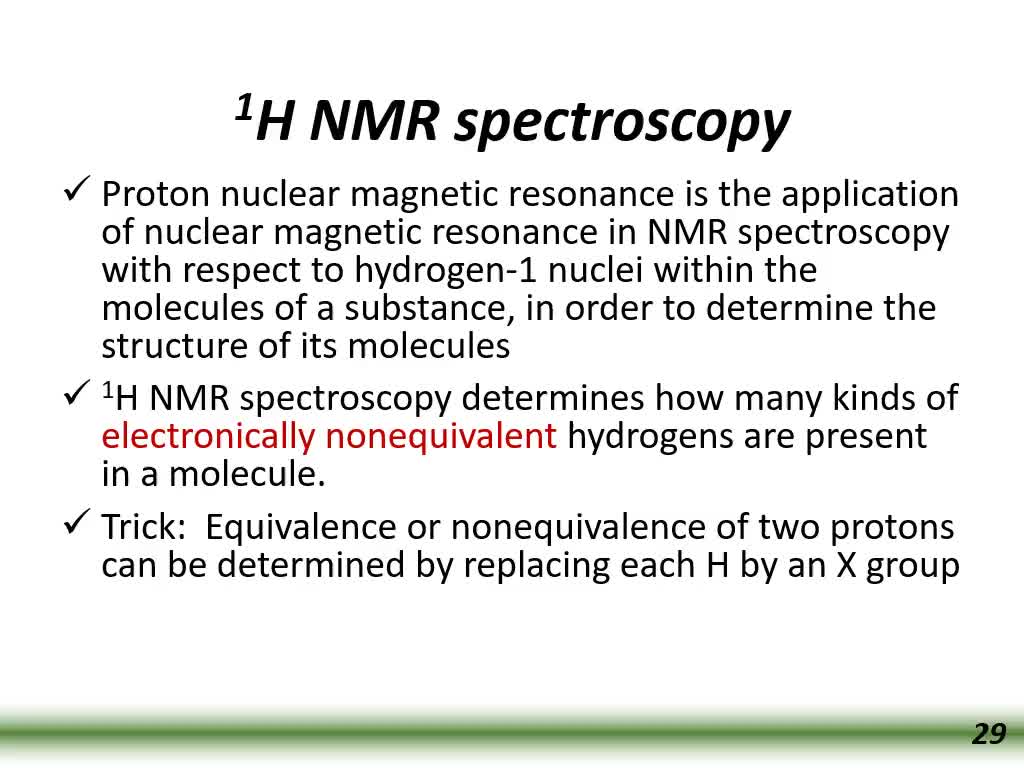 ¹H NMR spectroscopy
✓ Proton nuclear magnetic resonance is the application
of nuclear magnetic resonance in NMR spectroscopy
with respect to hydrogen-1 nuclei within the
molecules of a substance, in order to determine the
structure of its molecules
✓ ¹H NMR spectroscopy determines how many kinds of
electronically nonequivalent hydrogens are present
in a molecule.
✓ Trick:  Equivalence or nonequivalence of two protons
can be determined by replacing each H by an X group
29